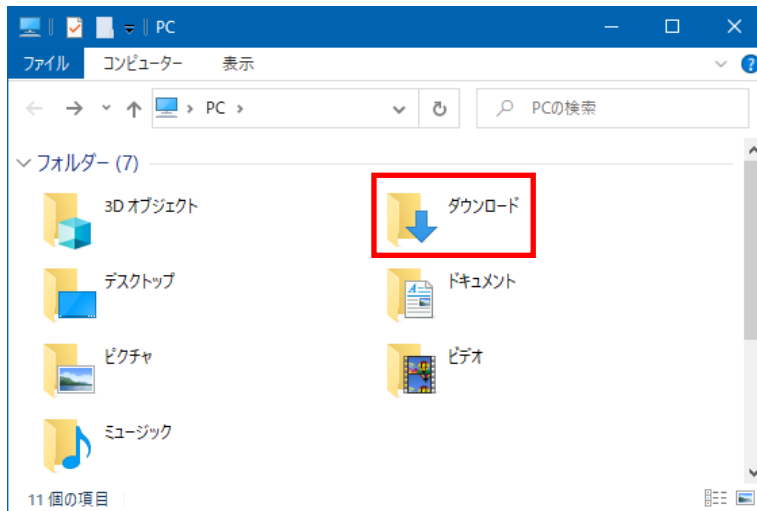 PC
ファイル コンピューター 表示
PC
PCの検索
フォルダー (7)
3D オブジェクト
ダウンロード
デスクトップ
ドキュメント
ピクチャ
ビデオ
ミュージック
11 個の項目